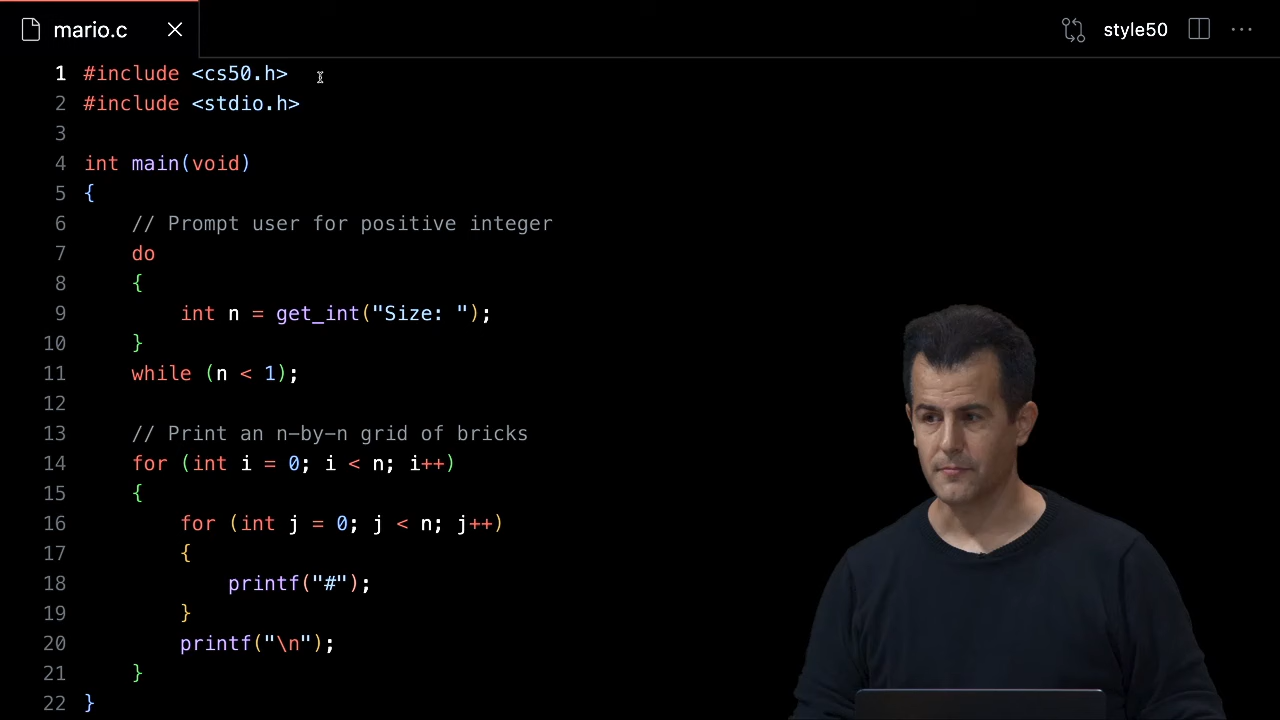 mario.c
style50
1 #include <cs50.h>
2 #include <stdio.h>
3
4 int main(void)
5 {
6     // Prompt user for positive integer
7     do
8     {
9         int n = get_int("Size: ");
10     }
11     while (n < 1);
12
13     // Print an n-by-n grid of bricks
14     for (int i = 0; i < n; i++)
15     {
16         for (int j = 0; j < n; j++)
17         {
18             printf("#");
19         }
20         printf("\n");
21     }
22 }